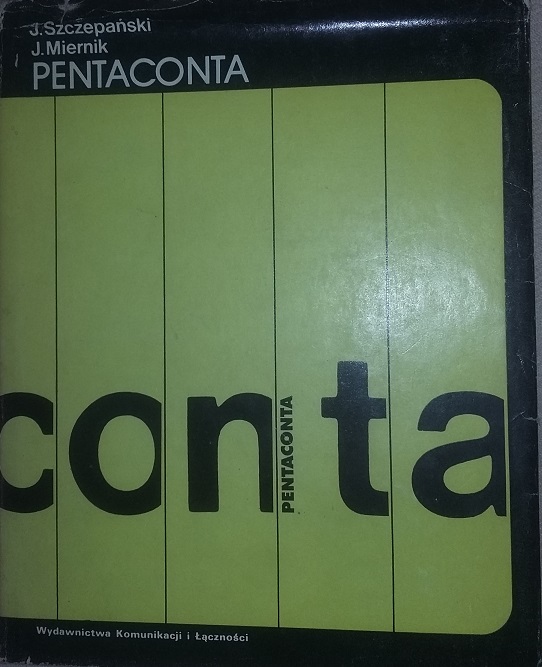 J.Szczepański
J.Miernik
PENTACONTA
conta
PENTACONTA
Wydawnictwa Komunikacji i Łączności